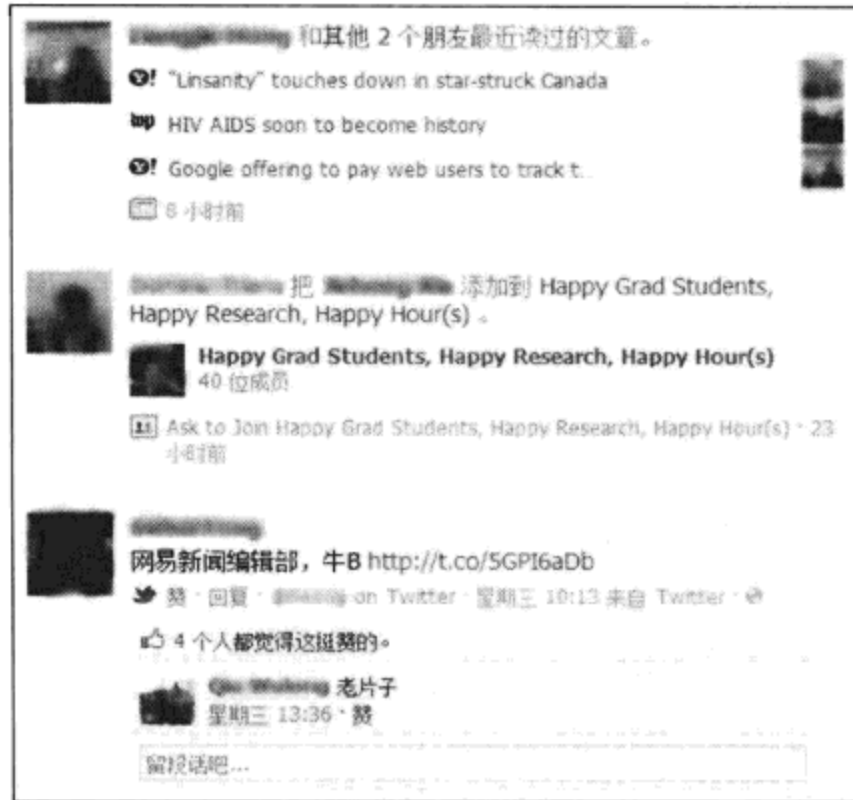 和其他 2 个朋友最近读过的文章。
Y! "Linsanity" touches down in star-struck Canada
wp HIV AIDS soon to become history
Y! Google offering to pay web users to track t...
8 小时前
把 添加到 Happy Grad Students,
Happy Research, Happy Hour(s) 。
Happy Grad Students, Happy Research, Happy Hour(s)
40 位成员
Ask to Join Happy Grad Students, Happy Research, Happy Hour(s) · 23
小时前
网易新闻编辑部，牛B http://t.co/5GPI6aDb
赞 · 回复 · on Twitter · 星期三 10:13 来自 Twitter ·
4 个人都觉得这挺赞的。
老片子
星期三 13:36 · 赞
留段话吧...